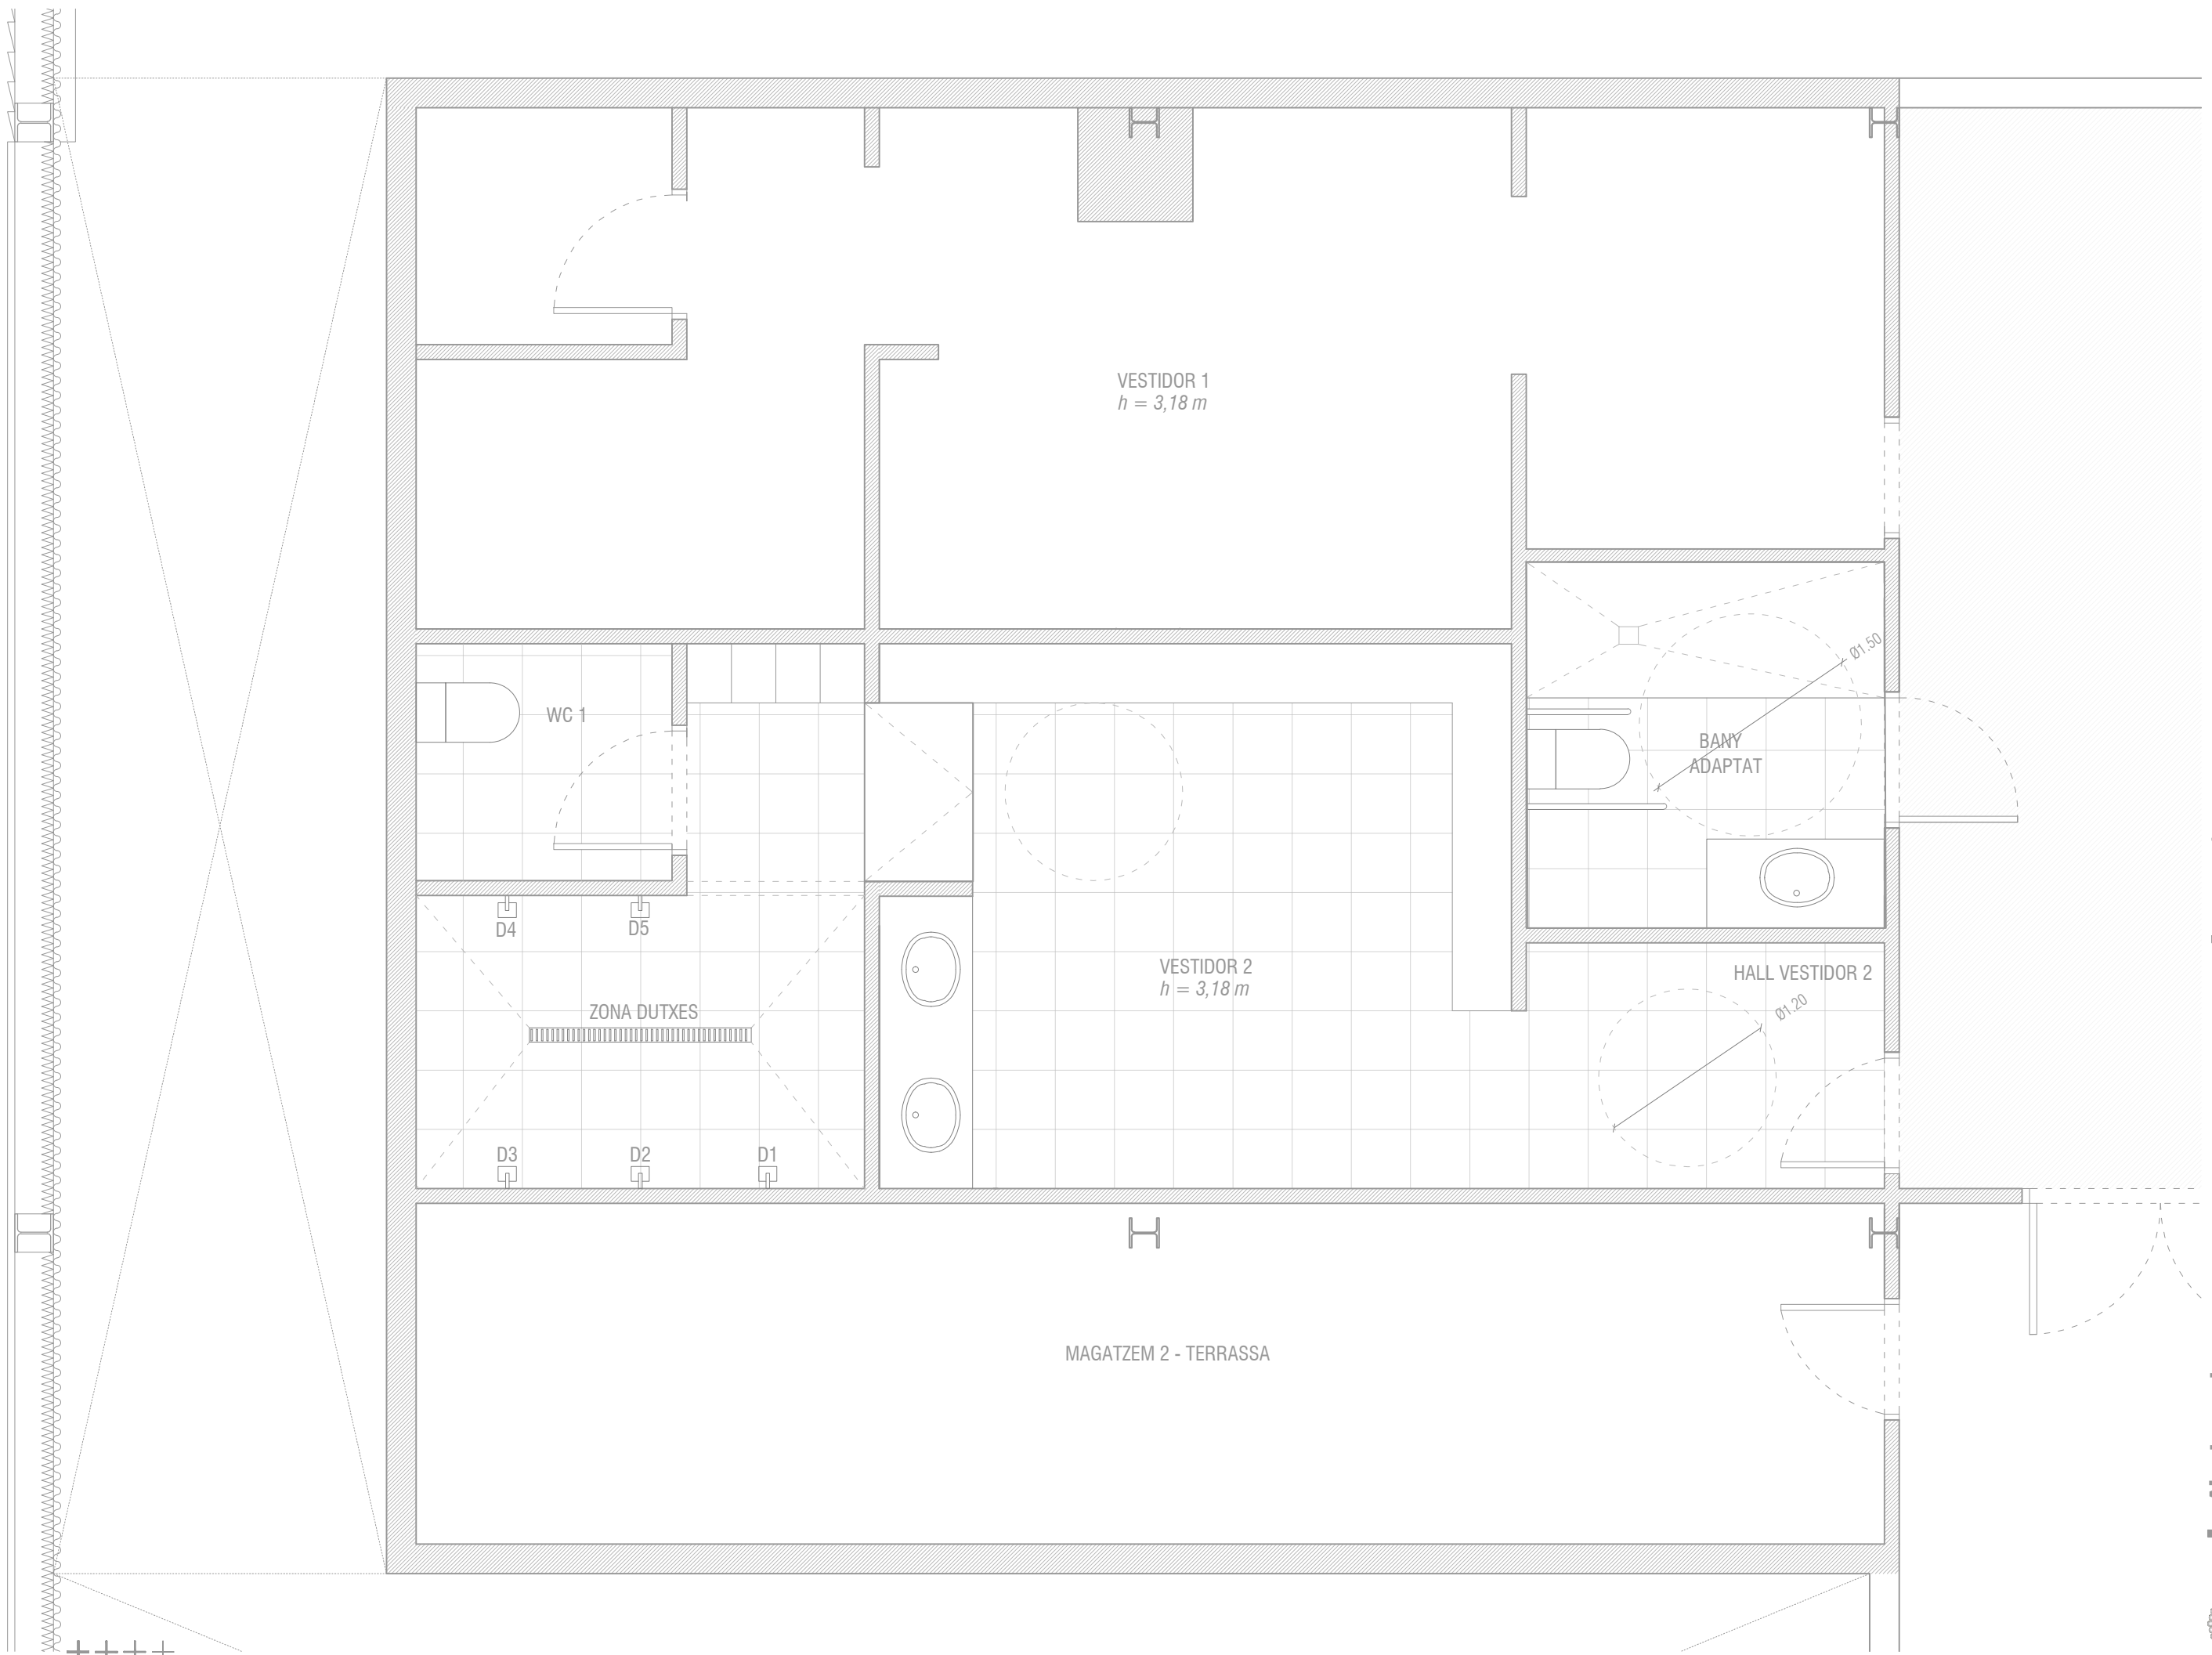 VESTIDOR 1
h = 3,18 m
Ø1.50
WC 1
BANY
ADAPTAT
D4
D5
VESTIDOR 2
h = 3,18 m
HALL VESTIDOR 2
Ø1.20
ZONA DUTXES
D3
D2
D1
MAGATZEM 2 - TERRASSA